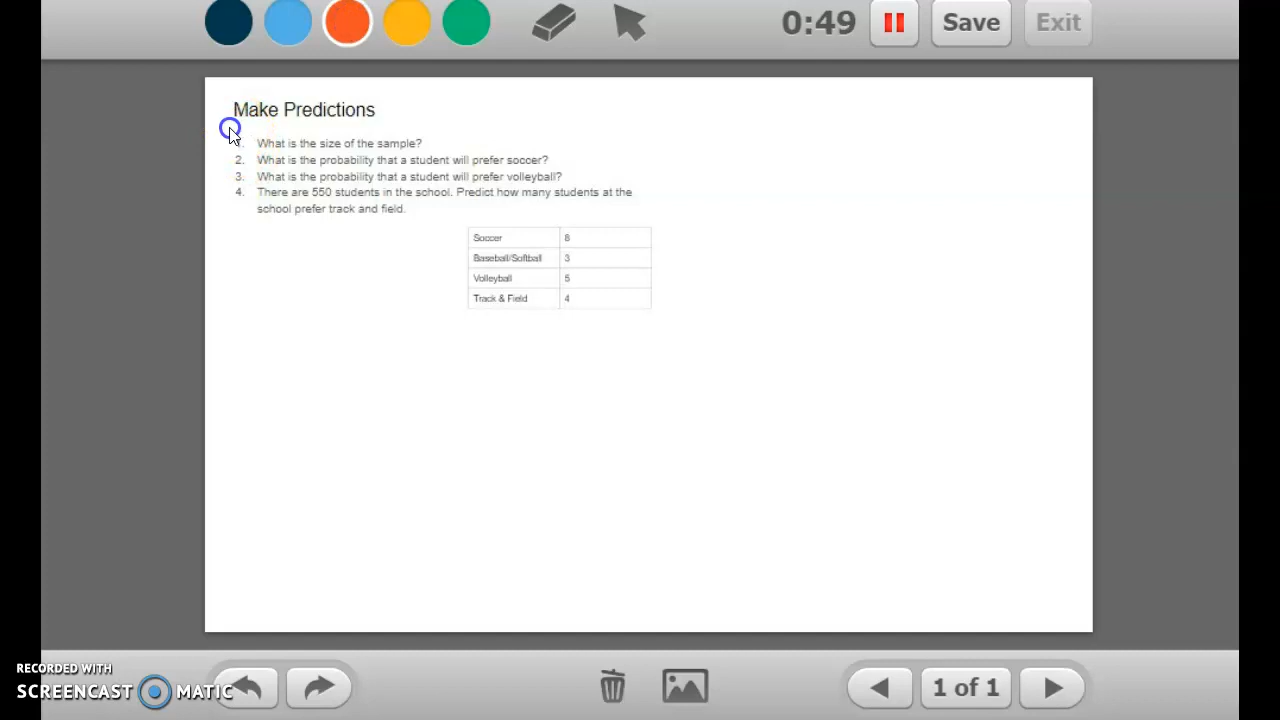 0:49 Save Exit
Make Predictions
1. What is the size of the sample?
2. What is the probability that a student will prefer soccer?
3. What is the probability that a student will prefer volleyball?
4. There are 550 students in the school. Predict how many students at the
school prefer track and field.
Soccer 8
Baseball/Softball 3
Volleyball 5
Track & Field 4
RECORDED WITH
SCREENCAST MATIC
1 of 1